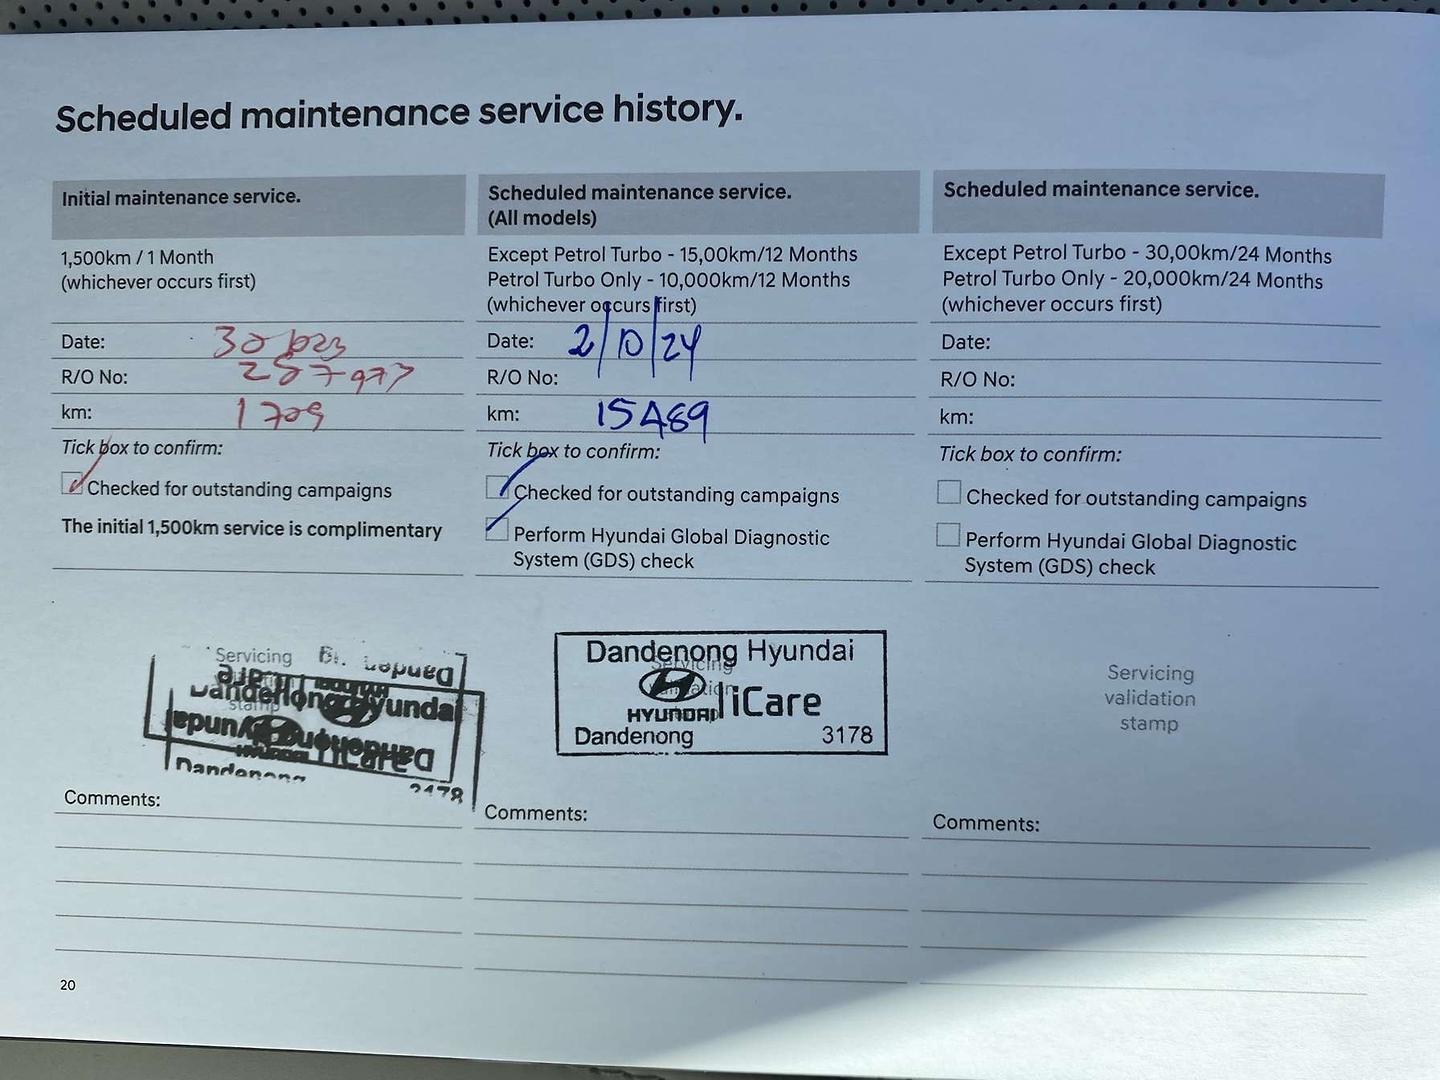 Scheduled maintenance service history.
Initial maintenance service.
1,500km / 1 Month
(whichever occurs first)
Date:
R/O No: 287977
km: 1709
Tick box to confirm:
Checked for outstanding campaigns
The initial 1,500km service is complimentary
Servicing
stamp
Dandenong Hyundai
Dandenong
3178
Comments:
Scheduled maintenance service.
(All models)
Except Petrol Turbo - 15,00km/12 Months
Petrol Turbo Only - 10,000km/12 Months
(whichever occurs first)
Date: 2/10/24
R/O No:
km: 15489
Tick box to confirm:
Checked for outstanding campaigns
Perform Hyundai Global Diagnostic
System (GDS) check
Dandenong Hyundai
Servicing
HYUNDAI iCare
Dandenong 3178
Comments:
Scheduled maintenance service.
Except Petrol Turbo - 30,00km/24 Months
Petrol Turbo Only - 20,000km/24 Months
(whichever occurs first)
Date:
R/O No:
km:
Tick box to confirm:
Checked for outstanding campaigns
Perform Hyundai Global Diagnostic
System (GDS) check
Servicing
validation
stamp
Comments:
20